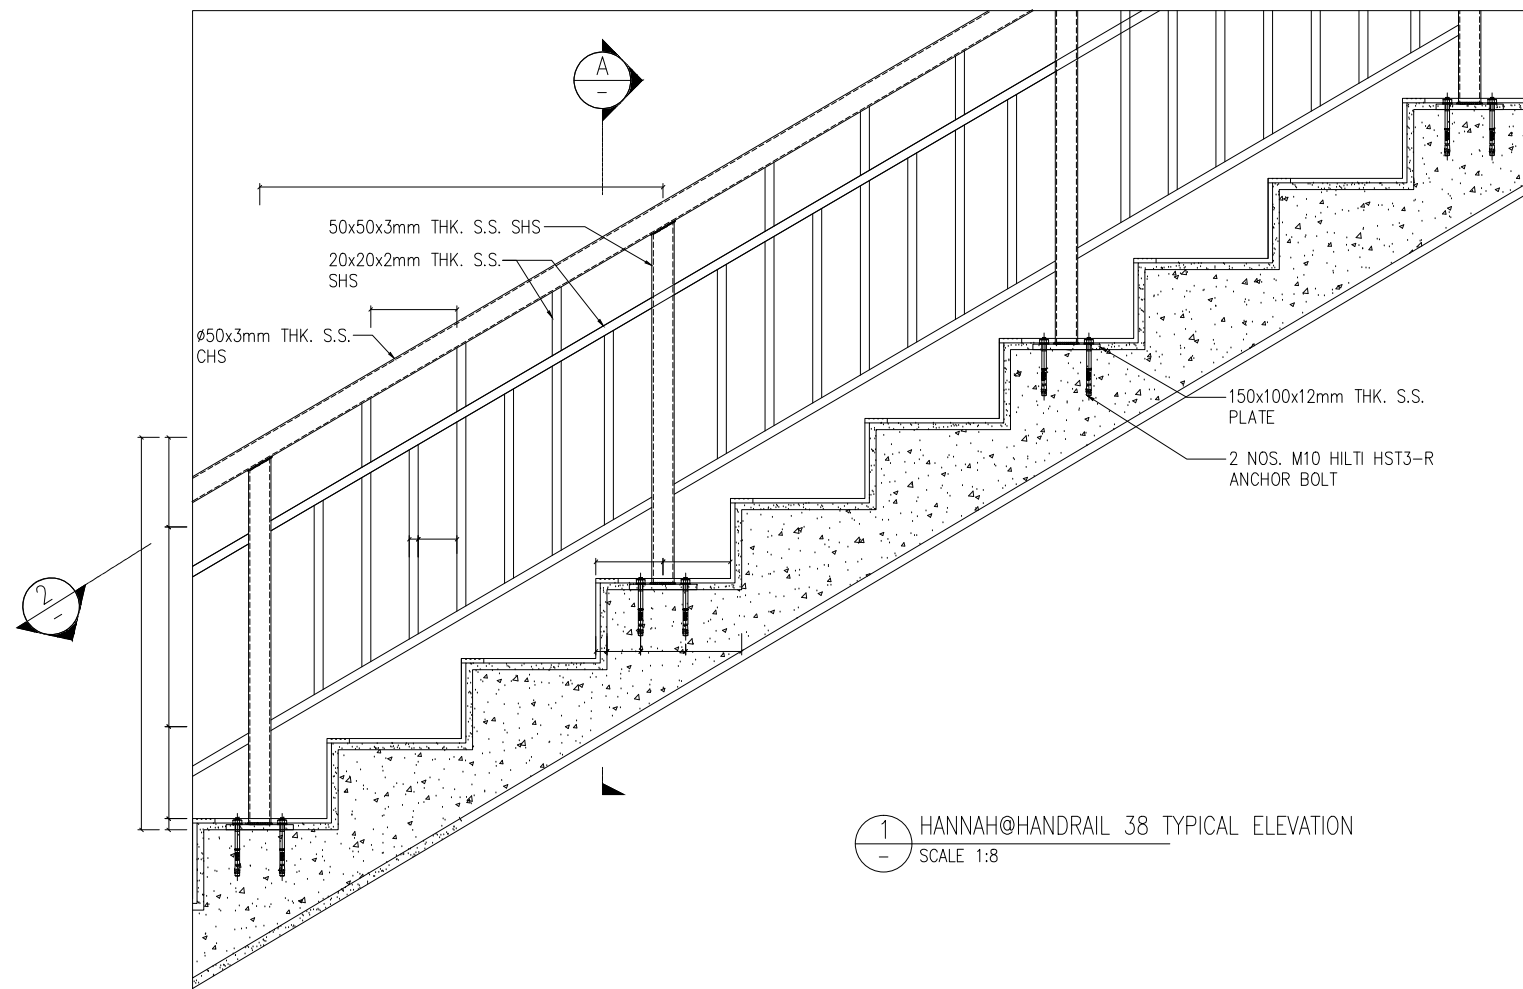 A
-
50x50x3mm THK. S.S. SHS
20x20x2mm THK. S.S.
SHS
Ø50x3mm THK. S.S.
CHS
150x100x12mm THK. S.S.
PLATE
2 NOS. M10 HILTI HST3-R
ANCHOR BOLT
2
-
1
-
HANNAH@HANDRAIL 38 TYPICAL ELEVATION
SCALE 1:8